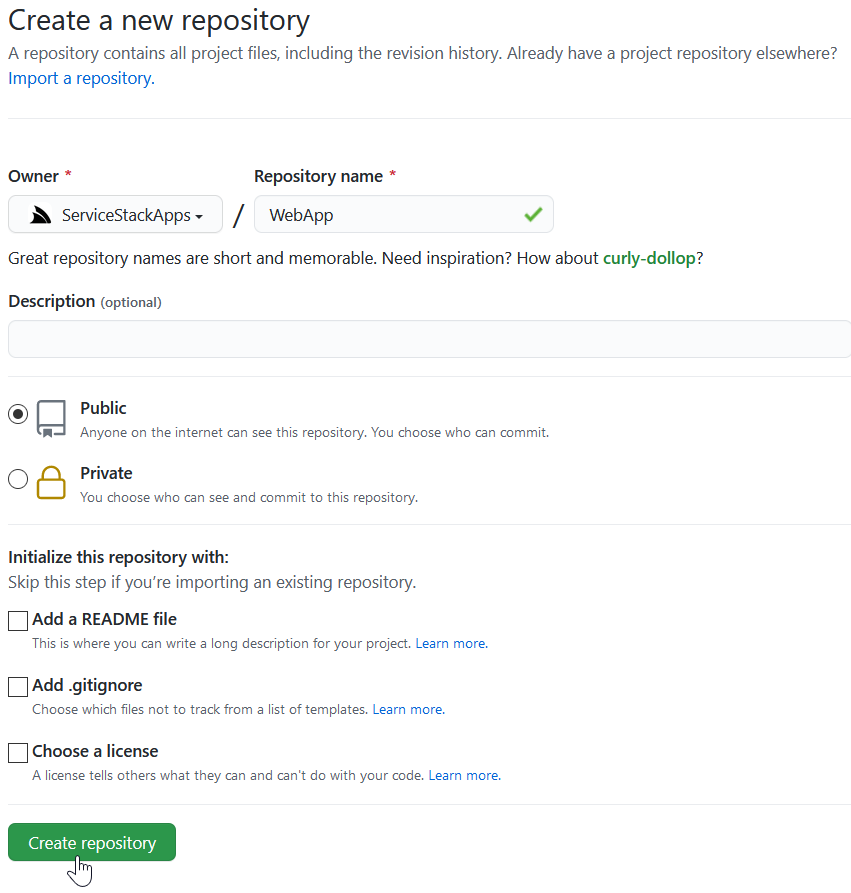 Create a new repository
A repository contains all project files, including the revision history. Already have a project repository elsewhere?
Import a repository.
Owner * Repository name *
ServiceStackApps / WebApp
Great repository names are short and memorable. Need inspiration? How about curly-dollop?
Description (optional)
Public
Anyone on the internet can see this repository. You choose who can commit.
Private
You choose who can see and commit to this repository.
Initialize this repository with:
Skip this step if you’re importing an existing repository.
Add a README file
This is where you can write a long description for your project. Learn more.
Add .gitignore
Choose which files not to track from a list of templates. Learn more.
Choose a license
A license tells others what they can and can't do with your code. Learn more.
Create repository